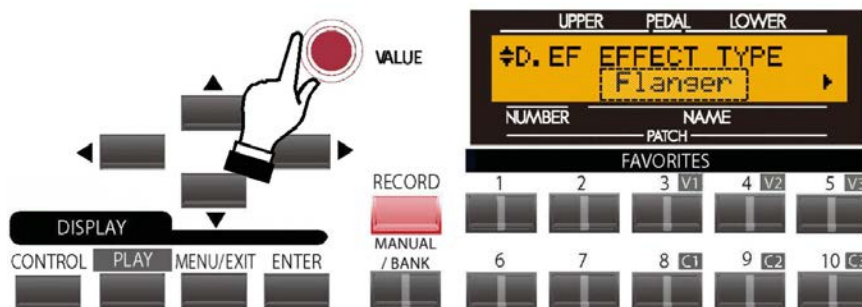 UPPER PEDAL LOWER
VALUE
D. EF EFFECT TYPE
Flanger
NUMBER NAME
PATCH
FAVORITES
RECORD 1 2 3 V1 4 V2 5 V3
DISPLAY
MANUAL
CONTROL PLAY MENU/EXIT ENTER / BANK 6 7 8 C1 9 C2 10 C3